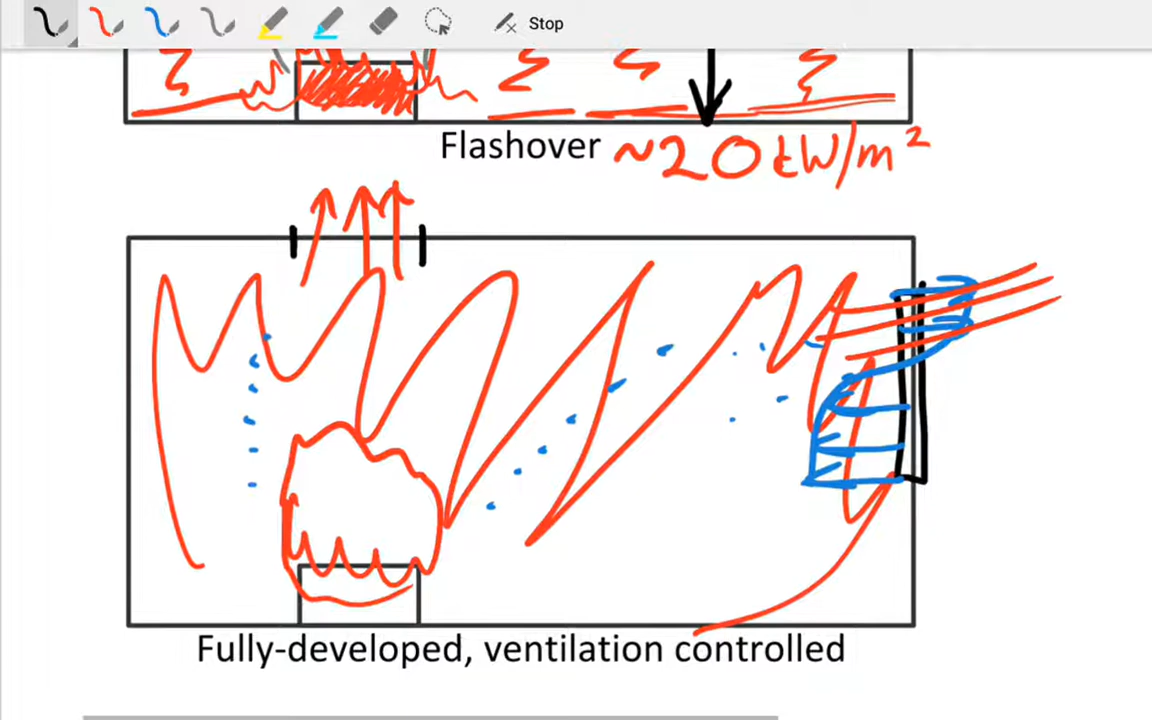 Stop
Flashover ~20 kW/m²
Fully-developed, ventilation controlled